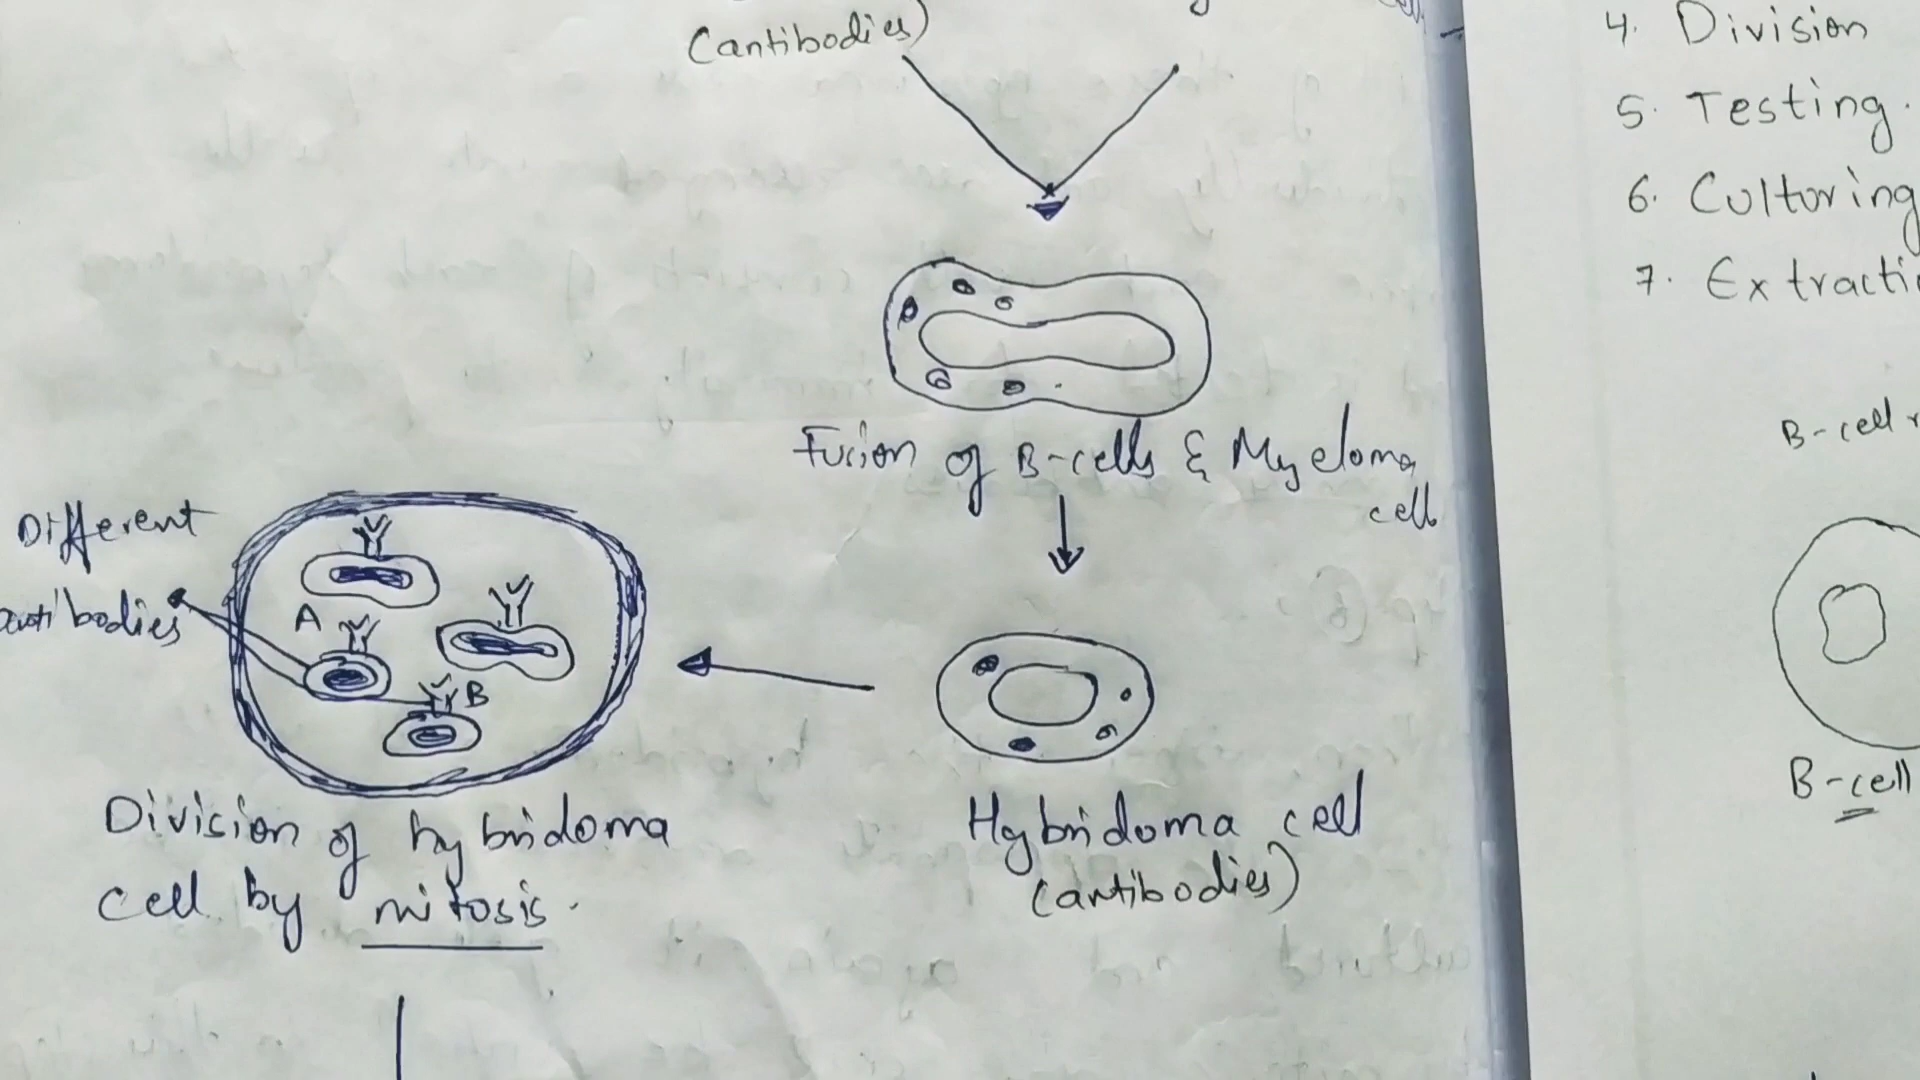 (antibodies)
Fusion of B-cells & Myeloma
cell
Different
antibodies
A
B
Division of hybridoma
cell by mitosis.
Hybridoma cell
(antibodies)
4. Division
5. Testing.
6. Culturing
7. Extracti
B-cell
B-cell